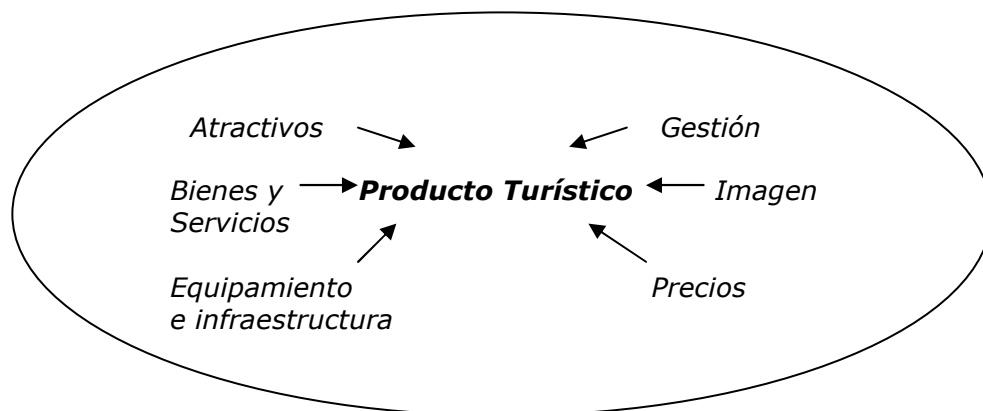 Atractivos
Gestión
Bienes y
Servicios
Producto Turístico
Imagen
Equipamiento
e infraestructura
Precios